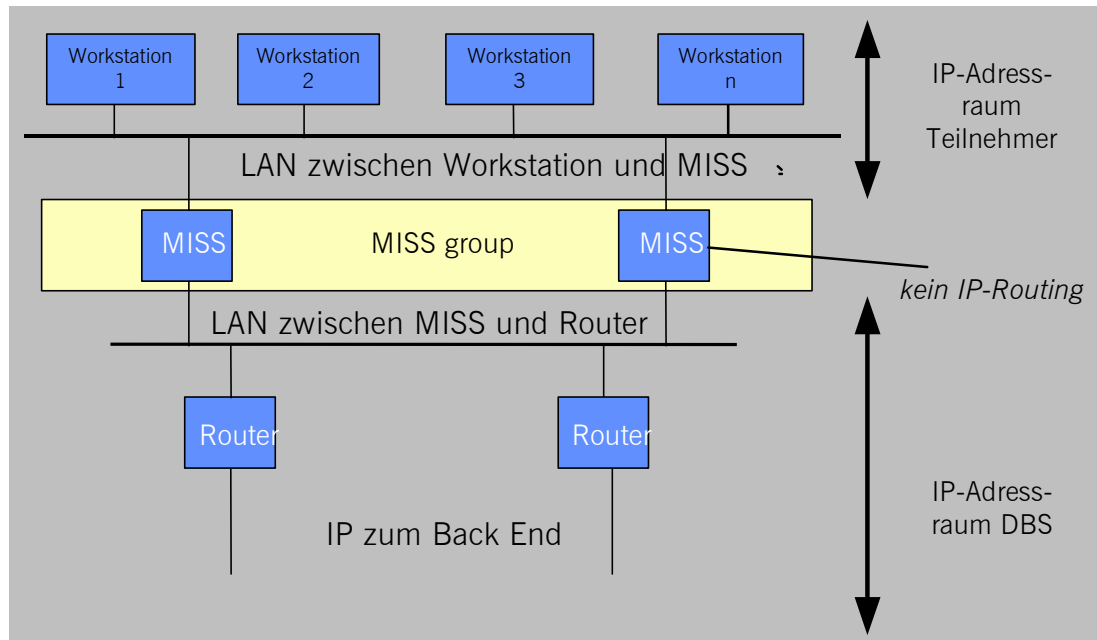 Workstation
1
Workstation
2
Workstation
3
Workstation
n
IP-Adress-
raum
Teilnehmer
LAN zwischen Workstation und MISS
MISS
MISS group
MISS
kein IP-Routing
LAN zwischen MISS und Router
Router
Router
IP-Adress-
raum DBS
IP zum Back End